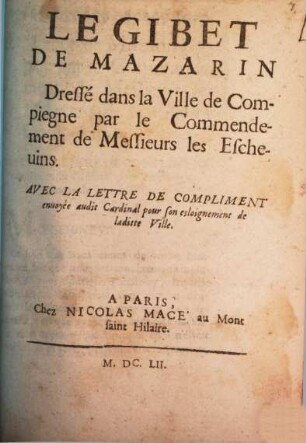 LE GIBET
DE MAZARIN
Dressé dans la Ville de Com-
piegne par le Commende-
ment de Messieurs les Esche-
uins.
AVEC LA LETTRE DE COMPLIMENT
enuoyée audit Cardinal pour son esloignement de
laditte Ville.
A PARIS,
Chez NICOLAS MACE' au Mont
saint Hilaire.
M. DC. LII.